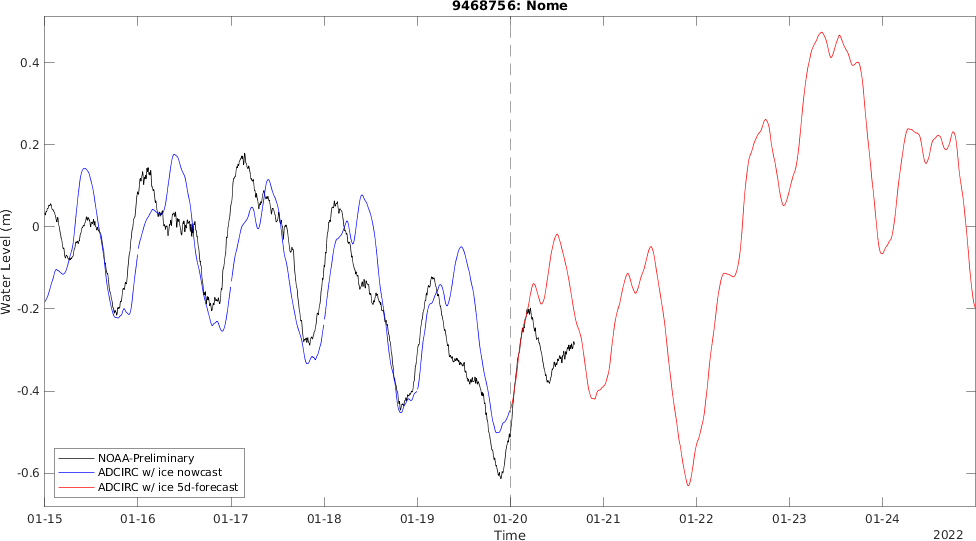 9468756: Nome
Water Level (m)
0.4
0.2
0
-0.2
-0.4
-0.6
NOAA-Preliminary
ADCIRC w/ ice nowcast
ADCIRC w/ ice 5d-forecast
01-15 01-16 01-17 01-18 01-19 01-20 01-21 01-22 01-23 01-24
Time
2022